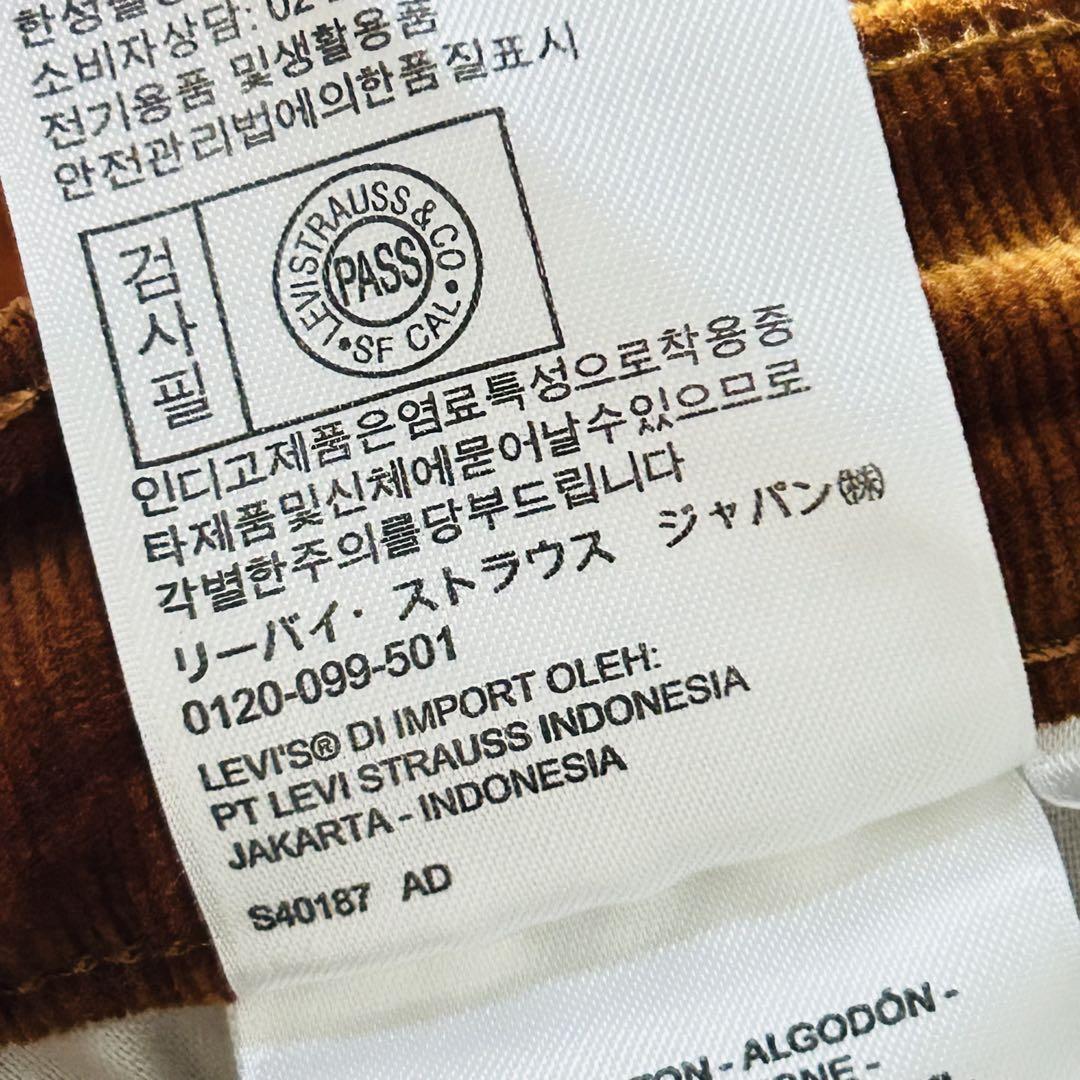 소비자상담: 02
전기용품 및생활용품
안전관리법에의한품질표시
검사필
LEVI STRAUSS & CO
PASS
SF CAL
인디고제품은염료특성으로착용중
타제품및신체에묻어날수있으므로
각별한주의를당부드립니다
リーバイ・ストラウス ジャパン㈱
0120-099-501
LEVI'S® DI IMPORT OLEH:
PT LEVI STRAUSS INDONESIA
JAKARTA - INDONESIA
S40187 AD
- ALGODÓN -